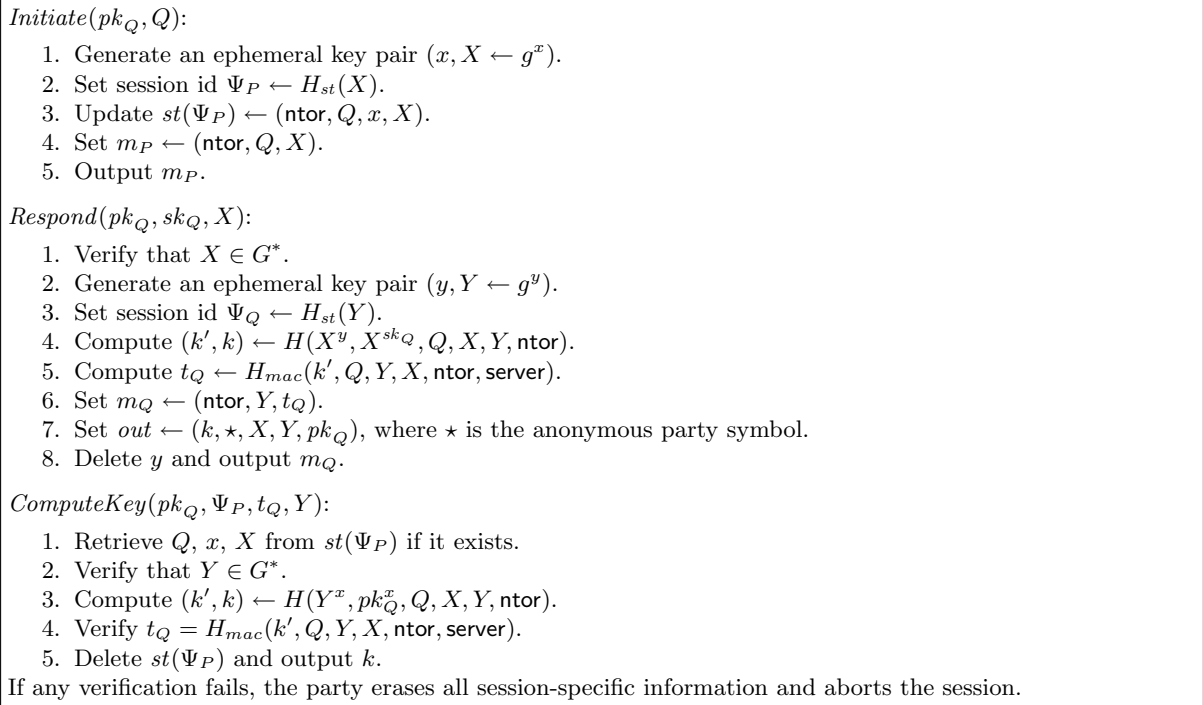 Initiate(pk_Q, Q):
1. Generate an ephemeral key pair (x, X ← g^x).
2. Set session id Ψ_P ← H_st(X).
3. Update st(Ψ_P) ← (ntor, Q, x, X).
4. Set m_P ← (ntor, Q, X).
5. Output m_P.
Respond(pk_Q, sk_Q, X):
1. Verify that X ∈ G*.
2. Generate an ephemeral key pair (y, Y ← g^y).
3. Set session id Ψ_Q ← H_st(Y).
4. Compute (k′, k) ← H(X^y, X^{sk_Q}, Q, X, Y, ntor).
5. Compute t_Q ← H_mac(k′, Q, Y, X, ntor, server).
6. Set m_Q ← (ntor, Y, t_Q).
7. Set out ← (k, ⋆, X, Y, pk_Q), where ⋆ is the anonymous party symbol.
8. Delete y and output m_Q.
ComputeKey(pk_Q, Ψ_P, t_Q, Y):
1. Retrieve Q, x, X from st(Ψ_P) if it exists.
2. Verify that Y ∈ G*.
3. Compute (k′, k) ← H(Y^x, pk_Q^x, Q, X, Y, ntor).
4. Verify t_Q = H_mac(k′, Q, Y, X, ntor, server).
5. Delete st(Ψ_P) and output k.
If any verification fails, the party erases all session-specific information and aborts the session.